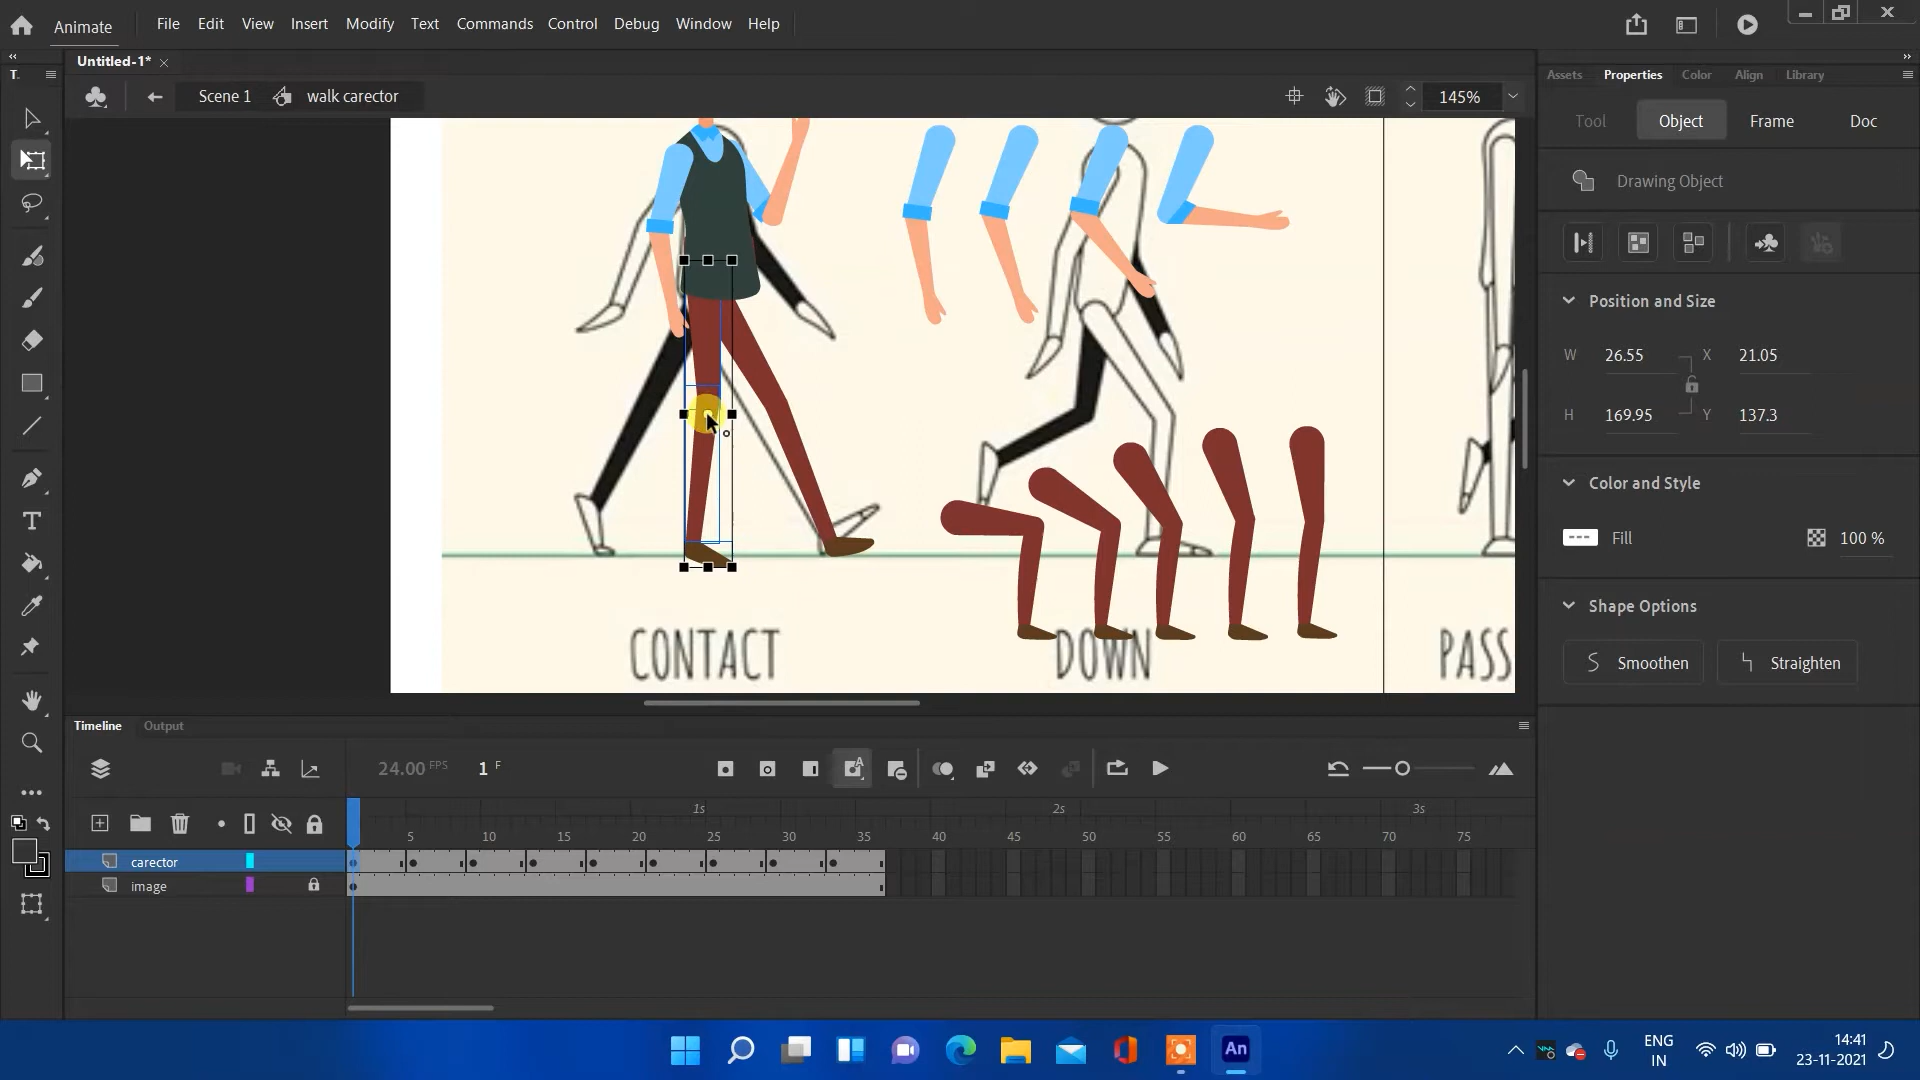 Animate File Edit View Insert Modify Text Commands Control Debug Window Help
Untitled-1*
T.
Assets Properties Color Align Library
Scene 1 walk carector 145%
Tool Object Frame Doc
Drawing Object
Position and Size
W 26.55 X 21.05
H 169.95 Y 137.3
Color and Style
Fill 100 %
Shape Options
Smoothen Straighten
CONTACT DOWN PASS
Timeline Output
24.00 FPS 1 F
1s 2s 3s
5 10 15 20 25 30 35 40 45 50 55 60 65 70 75
carector
image
An
ENG
IN
14:41
23-11-2021